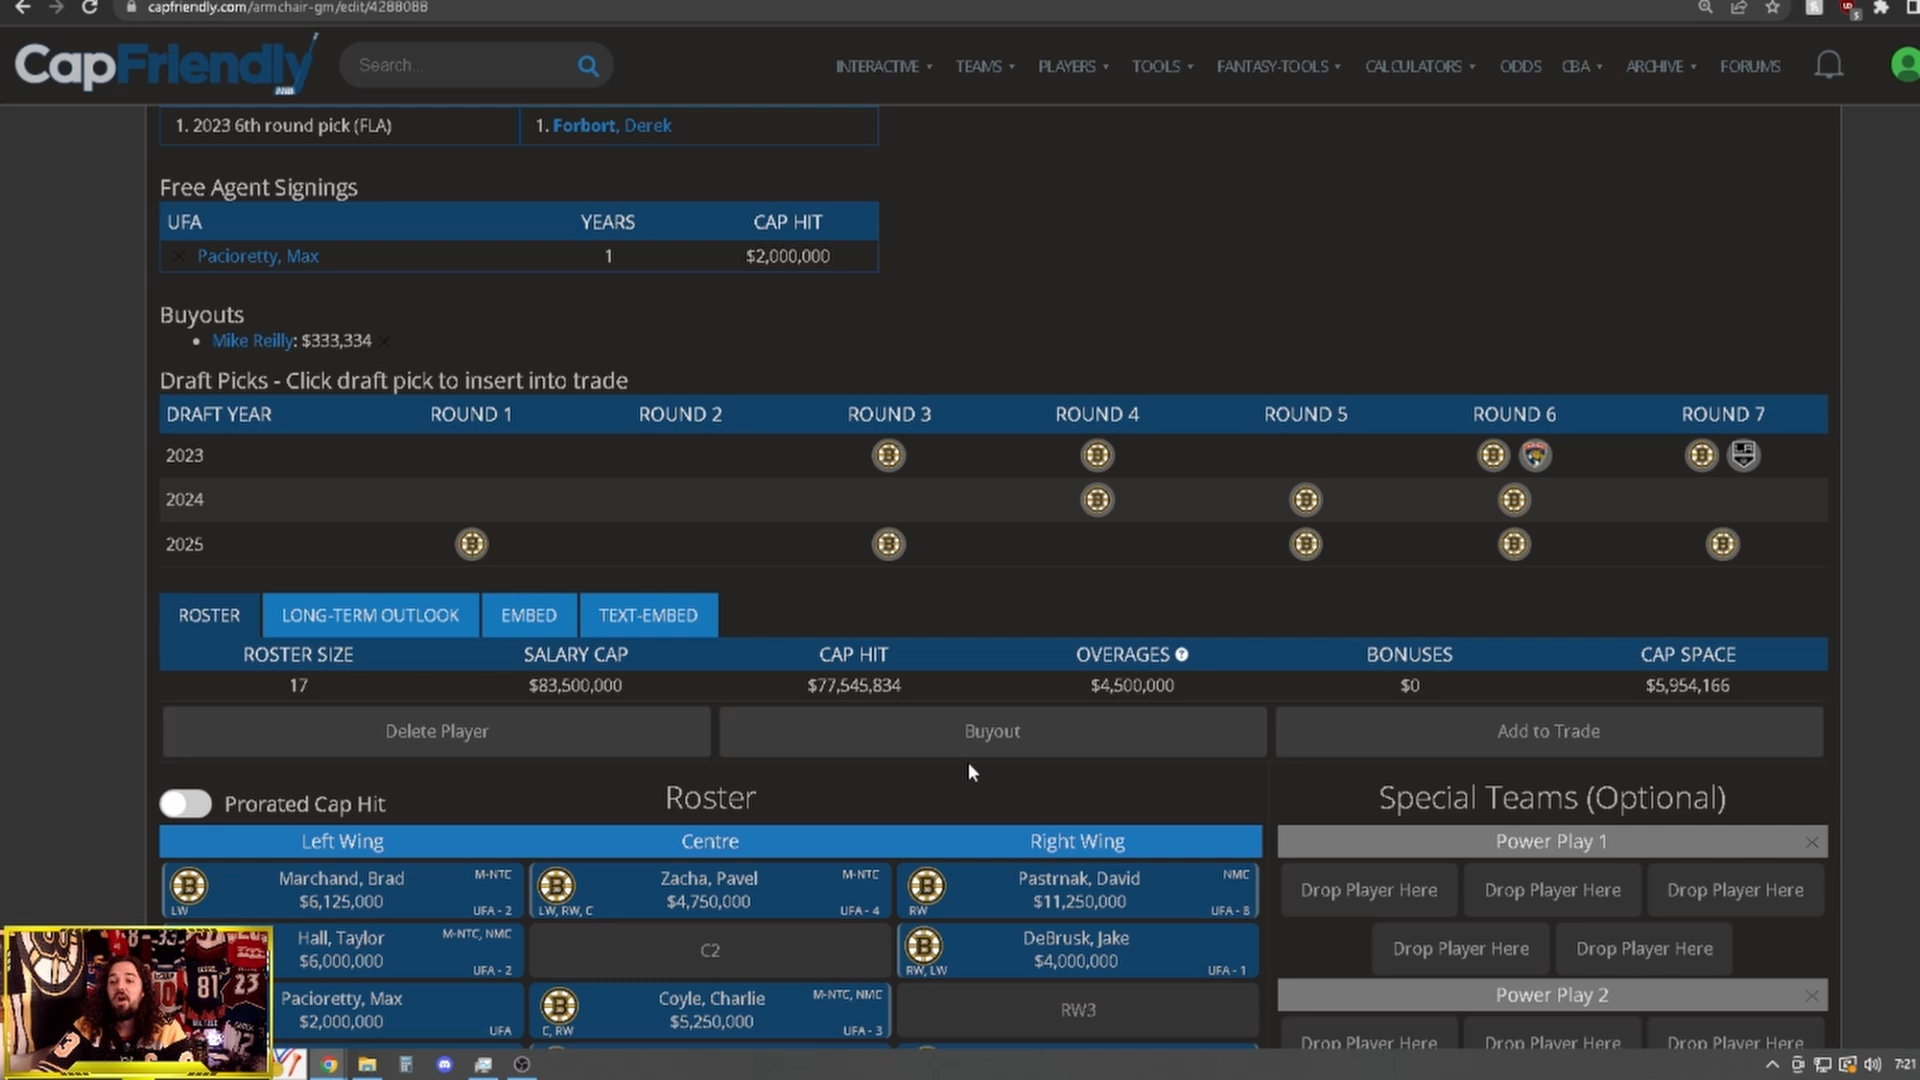 capfriendly.com/armchair-gm/edit/4288088
CapFriendly
Search...
INTERACTIVE TEAMS PLAYERS TOOLS FANTASY-TOOLS CALCULATORS ODDS CBA ARCHIVE FORUMS
1. 2023 6th round pick (FLA) 1. Forbort, Derek
Free Agent Signings
UFA YEARS CAP HIT
Pacioretty, Max 1 $2,000,000
Buyouts
• Mike Reilly: $333,334
Draft Picks - Click draft pick to insert into trade
DRAFT YEAR ROUND 1 ROUND 2 ROUND 3 ROUND 4 ROUND 5 ROUND 6 ROUND 7
2023
2024
2025
ROSTER LONG-TERM OUTLOOK EMBED TEXT-EMBED
ROSTER SIZE SALARY CAP CAP HIT OVERAGES ? BONUSES CAP SPACE
17 $83,500,000 $77,545,834 $4,500,000 $0 $5,954,166
Delete Player Buyout Add to Trade
Prorated Cap Hit Roster Special Teams (Optional)
Left Wing Centre Right Wing Power Play 1
Marchand, Brad M-NTC Zacha, Pavel M-NTC Pastrnak, David NMC
$6,125,000 $4,750,000 $11,250,000
LW UFA - 2 LW, RW, C UFA - 4 RW UFA - 8
Drop Player Here Drop Player Here Drop Player Here
Hall, Taylor M-NTC, NMC C2 DeBrusk, Jake
$6,000,000 $4,000,000
UFA - 2 RW, LW UFA - 1
Drop Player Here Drop Player Here
Power Play 2
Pacioretty, Max Coyle, Charlie M-NTC, NMC RW3
$2,000,000 $5,250,000
UFA C, RW UFA - 3
Drop Player Here Drop Player Here Drop Player Here
81
23
7:21